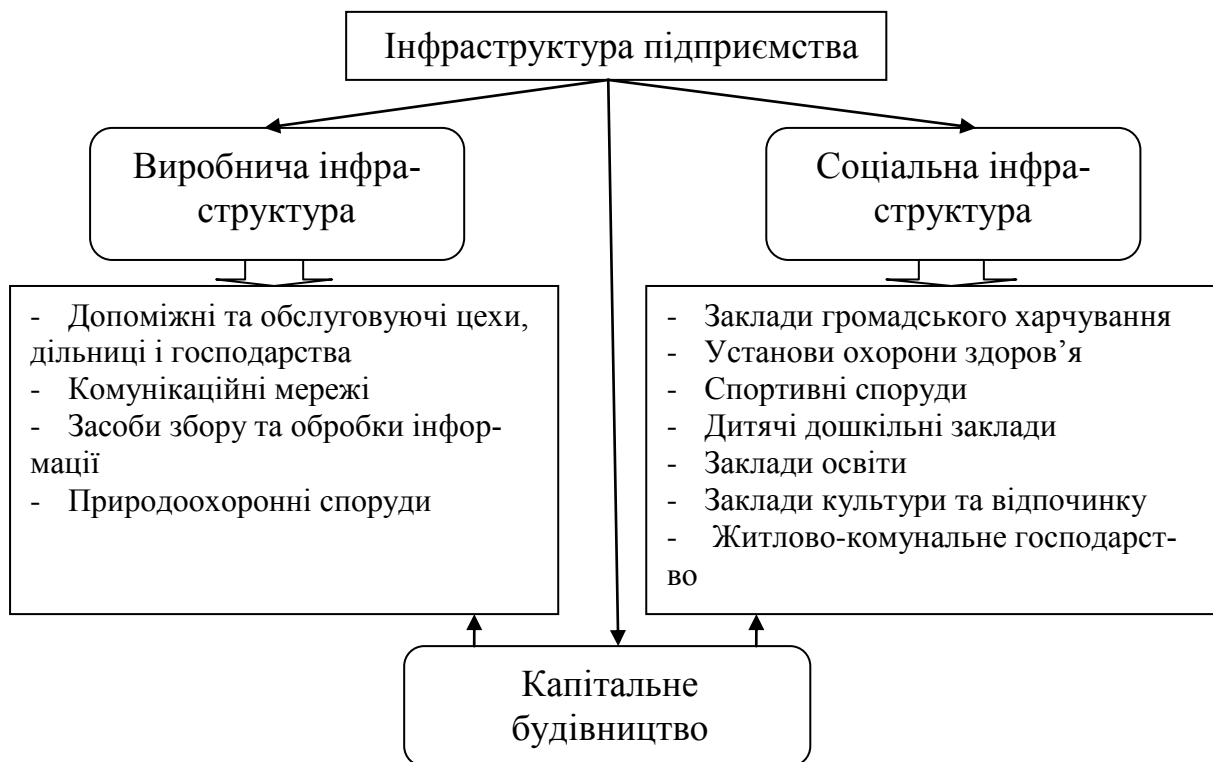 Інфраструктура підприємства
Виробнича інфра-
структура
Соціальна інфра-
структура
- Допоміжні та обслуговуючі цехи,
дільниці і господарства
- Комунікаційні мережі
- Засоби збору та обробки інфор-
мації
- Природоохоронні споруди
- Заклади громадського харчування
- Установи охорони здоров’я
- Спортивні споруди
- Дитячі дошкільні заклади
- Заклади освіти
- Заклади культури та відпочинку
- Житлово-комунальне господарст-
во
Капітальне
будівництво